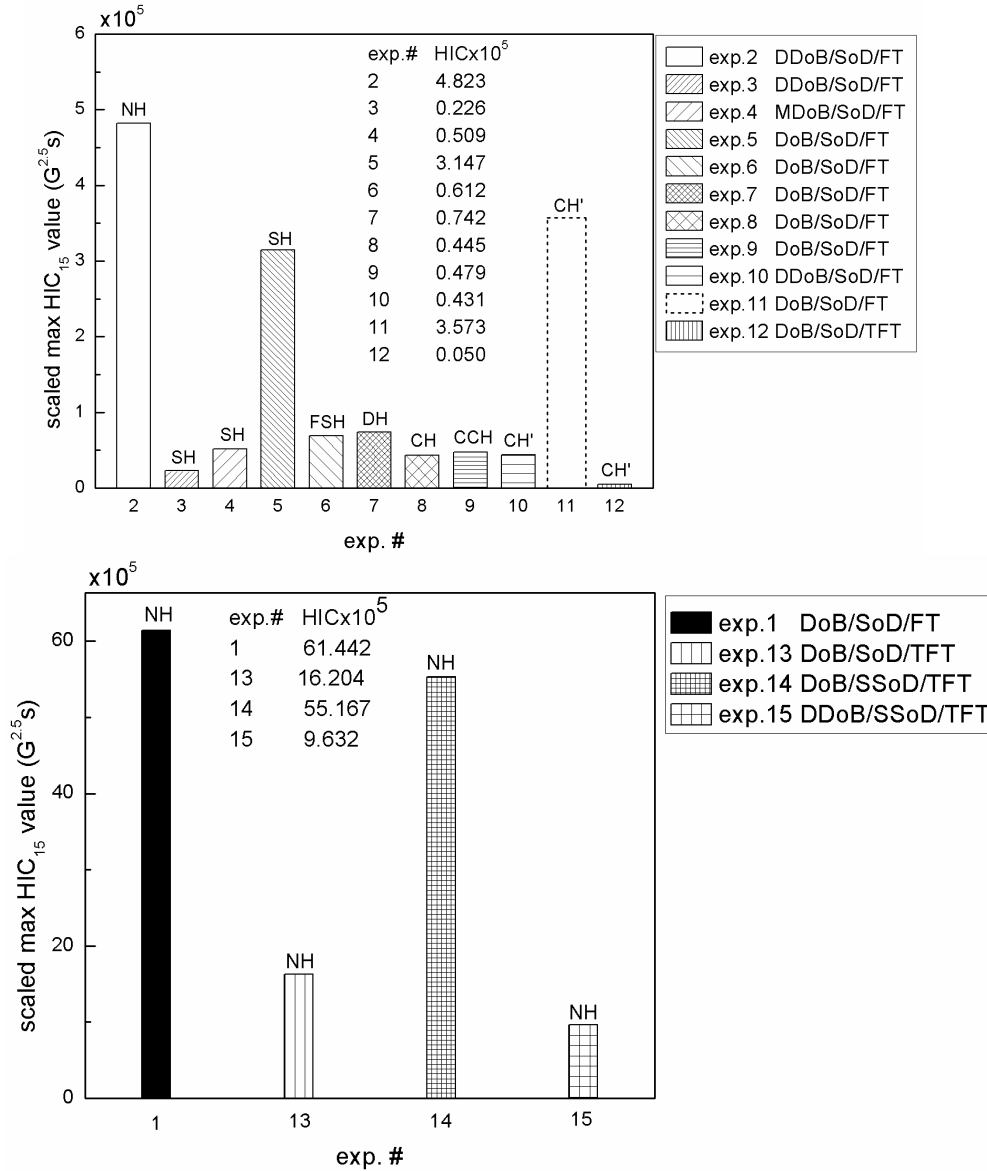 x10^5
scaled max HIC_15 value (G^2.5s)
6
5
4
3
2
1
0
exp.# HICx10^5
2 4.823
3 0.226
4 0.509
5 3.147
6 0.612
7 0.742
8 0.445
9 0.479
10 0.431
11 3.573
12 0.050
NH
SH
SH
SH
FSH
DH
CH
CCH
CH'
CH'
CH'
2 3 4 5 6 7 8 9 10 11 12
exp. #
exp.2 DDoB/SoD/FT
exp.3 DDoB/SoD/FT
exp.4 MDoB/SoD/FT
exp.5 DoB/SoD/FT
exp.6 DoB/SoD/FT
exp.7 DoB/SoD/FT
exp.8 DoB/SoD/FT
exp.9 DoB/SoD/FT
exp.10 DDoB/SoD/FT
exp.11 DoB/SoD/FT
exp.12 DoB/SoD/TFT
x10^5
scaled max HIC_15 value (G^2.5s)
60
40
20
0
exp.# HICx10^5
1 61.442
13 16.204
14 55.167
15 9.632
NH
NH
NH
NH
1 13 14 15
exp. #
exp.1 DoB/SoD/FT
exp.13 DoB/SoD/TFT
exp.14 DoB/SSoD/TFT
exp.15 DDoB/SSoD/TFT